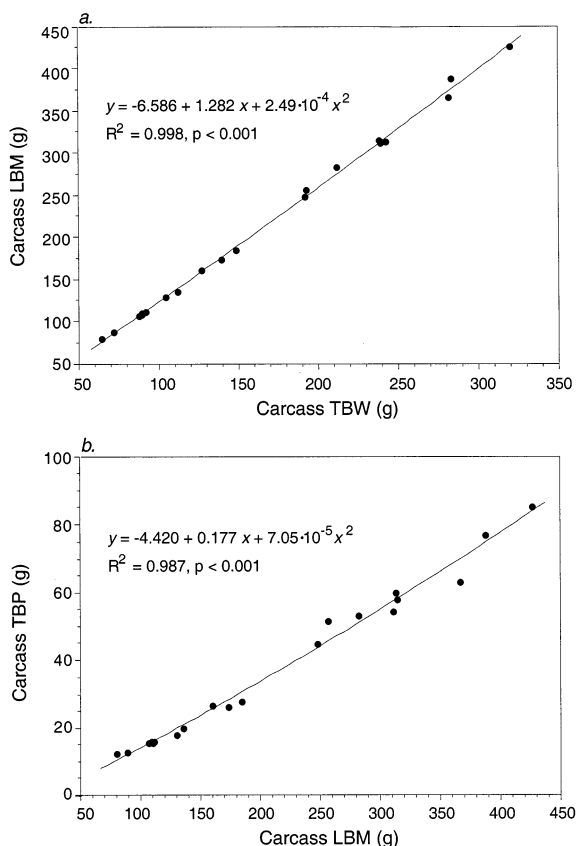 a.
450
400
350
300
250
200
150
100
50
Carcass LBM (g)
y = -6.586 + 1.282 x + 2.49·10⁻⁴ x²
R² = 0.998, p < 0.001
50 100 150 200 250 300 350
Carcass TBW (g)
b.
100
80
60
40
20
0
Carcass TBP (g)
y = -4.420 + 0.177 x + 7.05·10⁻⁵ x²
R² = 0.987, p < 0.001
50 100 150 200 250 300 350 400 450
Carcass LBM (g)